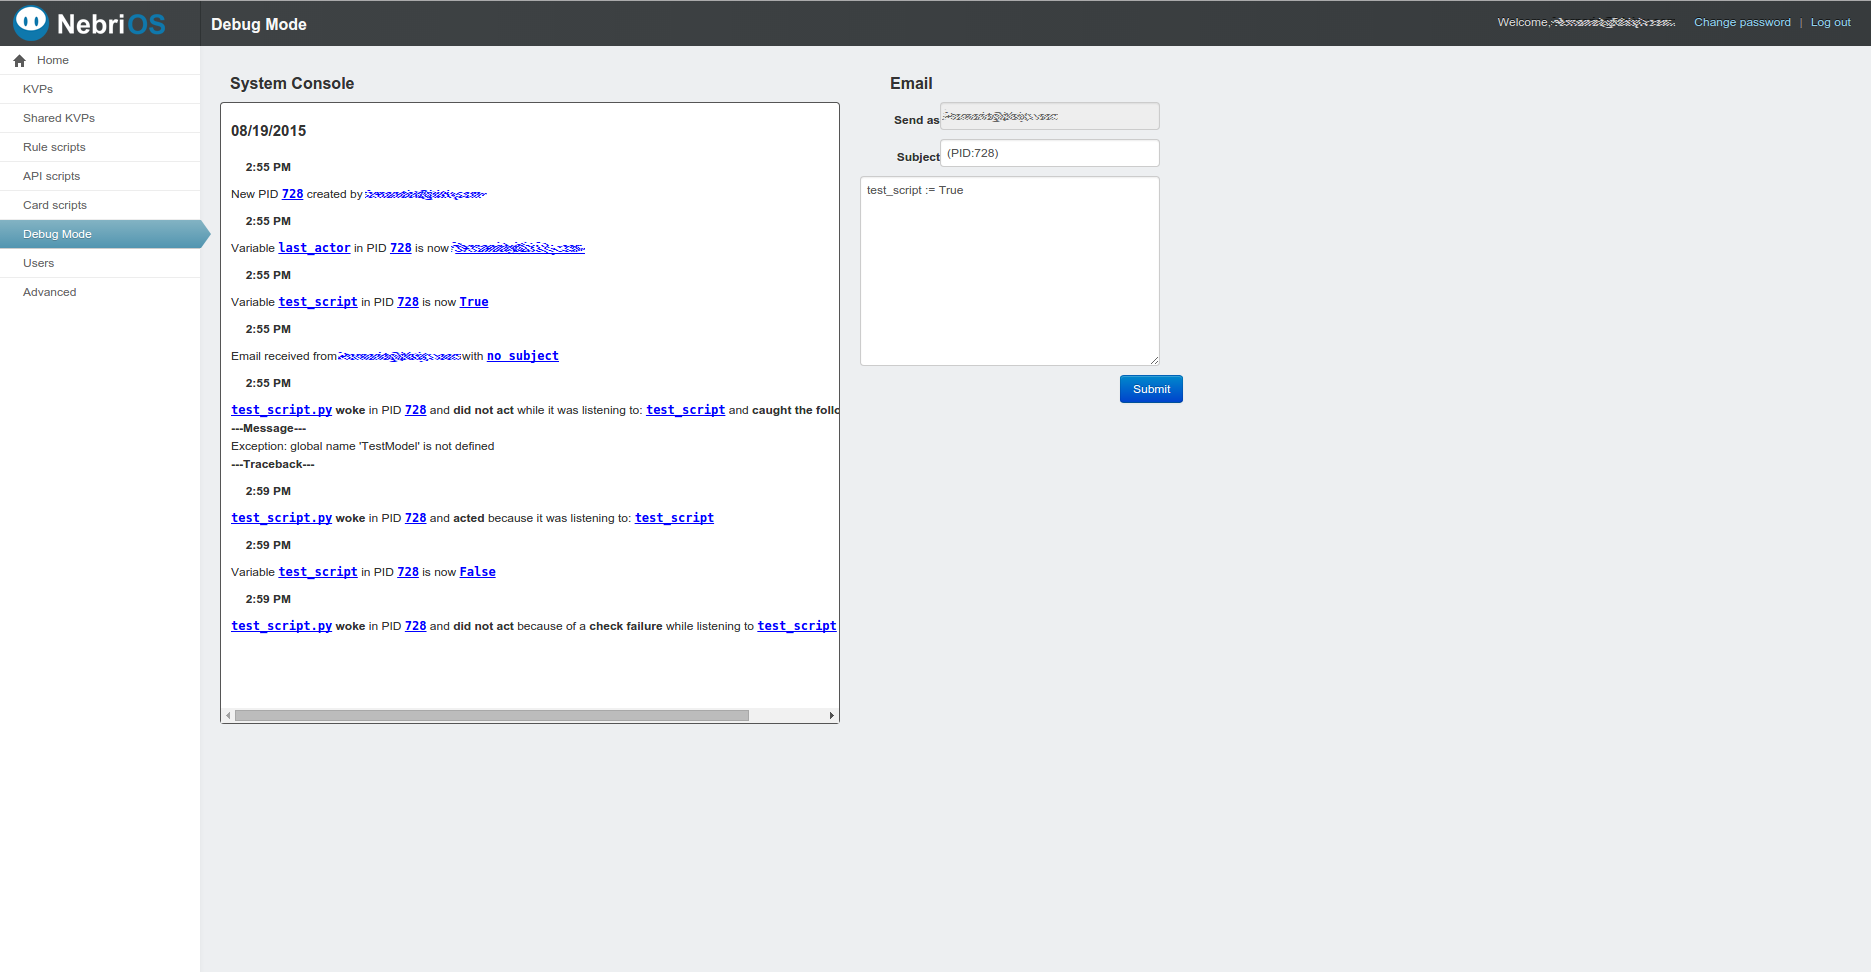 NebriOS
Debug Mode
Welcome,
Change password | Log out
Home
KVPs
Shared KVPs
Rule scripts
API scripts
Card scripts
Debug Mode
Users
Advanced
System Console
08/19/2015
2:55 PM
New PID 728 created by
2:55 PM
Variable last_actor in PID 728 is now
2:55 PM
Variable test_script in PID 728 is now True
2:55 PM
Email received from with no subject
2:55 PM
test_script.py woke in PID 728 and did not act while it was listening to: test_script and caught the follo
---Message---
Exception: global name 'TestModel' is not defined
---Traceback---
2:59 PM
test_script.py woke in PID 728 and acted because it was listening to: test_script
2:59 PM
Variable test_script in PID 728 is now False
2:59 PM
test_script.py woke in PID 728 and did not act because of a check failure while listening to test_script
Email
Send as
Subject (PID:728)
test_script := True
Submit